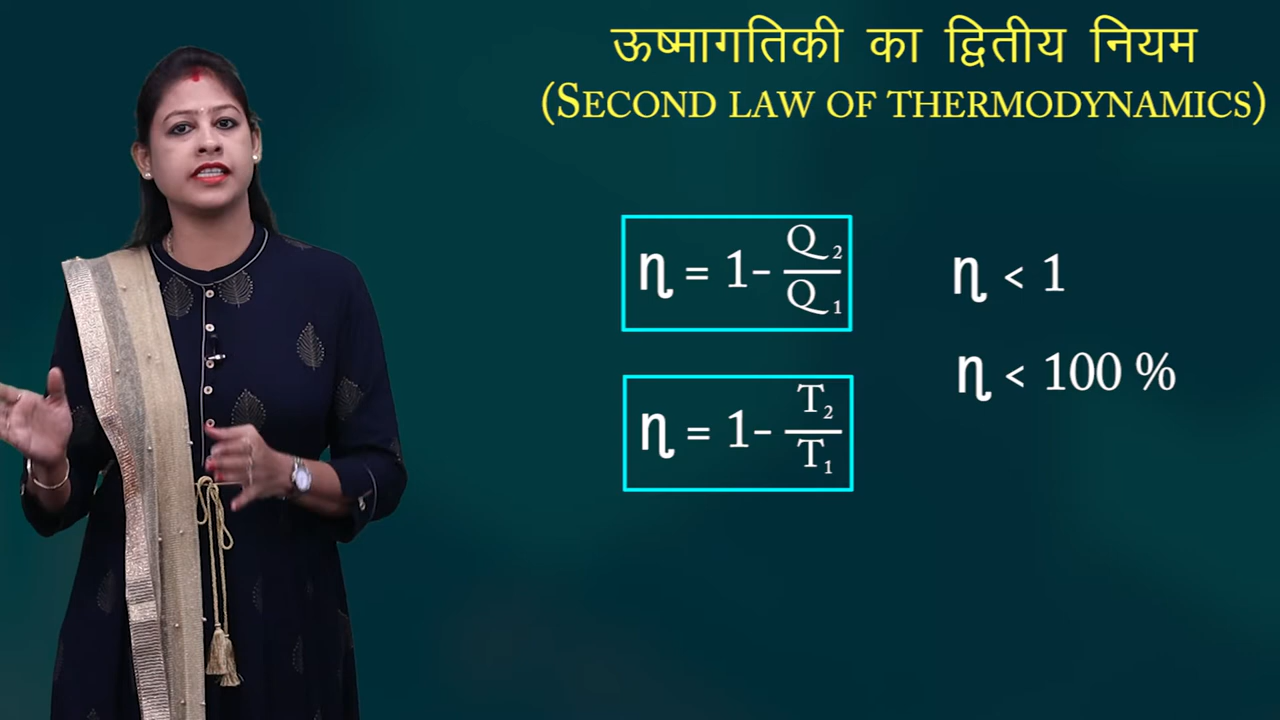 ऊष्मागतिकी का द्वितीय नियम
(SECOND LAW OF THERMODYNAMICS)
η = 1- Q₂/Q₁
η < 1
η < 100 %
η = 1- T₂/T₁